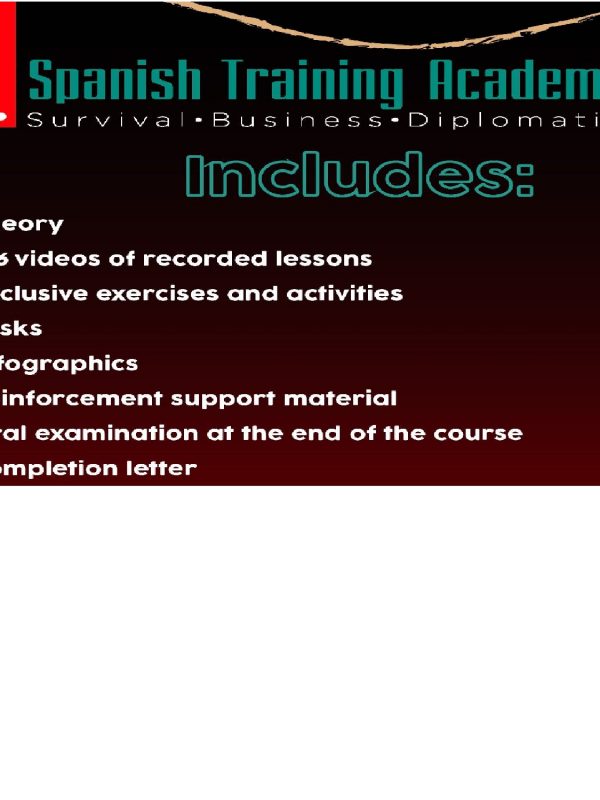 Spanish Training Academ
Survival•Business•Diplomati
Includes:
eory
6 videos of recorded lessons
clusive exercises and activities
sks
fographics
inforcement support material
ral examination at the end of the course
ompletion letter